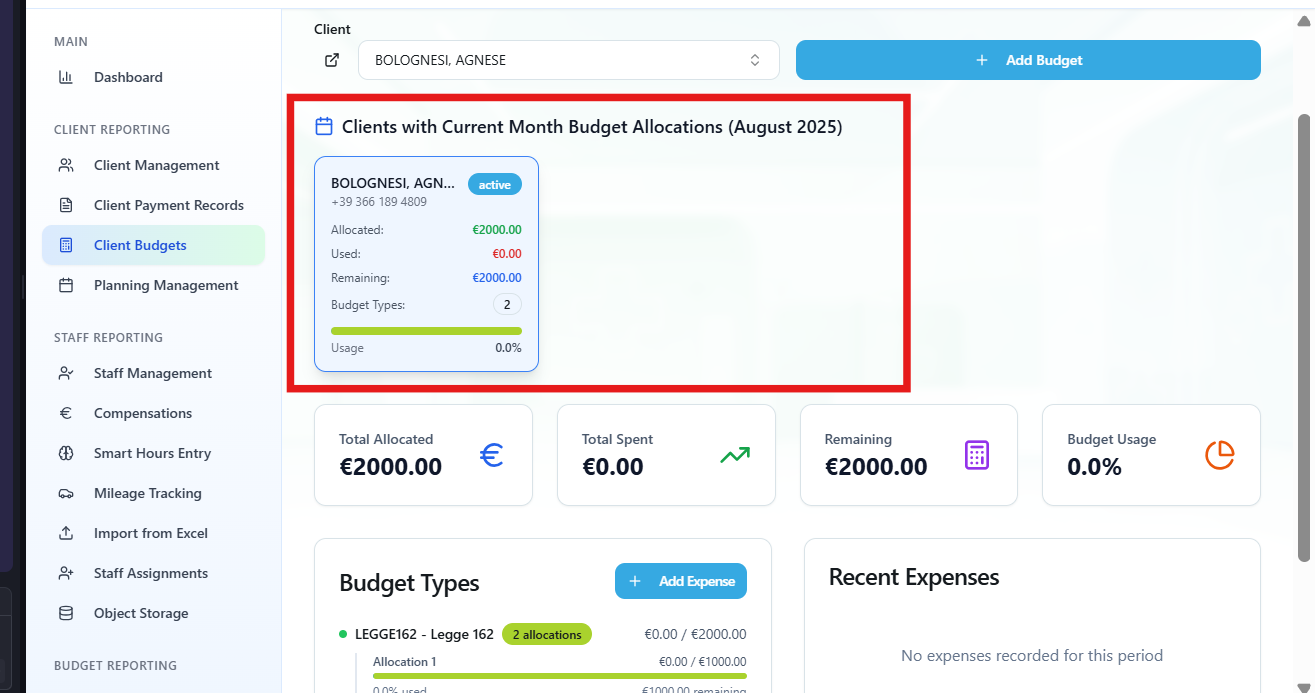 MAIN
Dashboard
CLIENT REPORTING
Client Management
Client Payment Records
Client Budgets
Planning Management
STAFF REPORTING
Staff Management
Compensations
Smart Hours Entry
Mileage Tracking
Import from Excel
Staff Assignments
Object Storage
BUDGET REPORTING
Client
BOLOGNESI, AGNESE
Add Budget
Clients with Current Month Budget Allocations (August 2025)
BOLOGNESI, AGN... active
+39 366 189 4809
Allocated: €2000.00
Used: €0.00
Remaining: €2000.00
Budget Types: 2
Usage 0.0%
Total Allocated
€2000.00
Total Spent
€0.00
Remaining
€2000.00
Budget Usage
0.0%
Budget Types
Add Expense
LEGGE162 - Legge 162 2 allocations €0.00 / €2000.00
Allocation 1 €0.00 / €1000.00
0.0% used €1000.00 remaining
Recent Expenses
No expenses recorded for this period